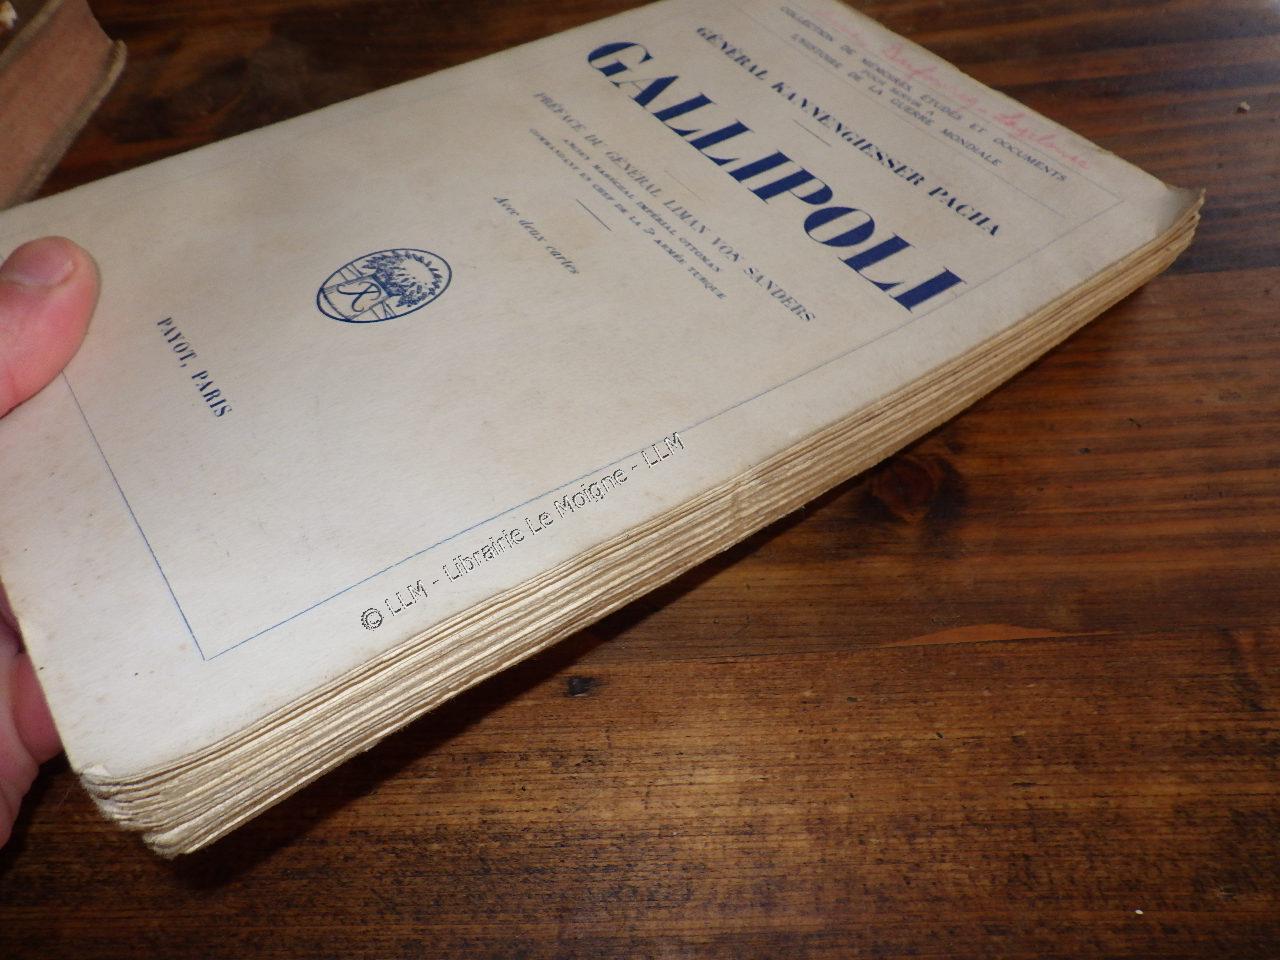 COLLECTION DE MÉMOIRES, ÉTUDES ET DOCUMENTS
POUR SERVIR A
L'HISTOIRE DE LA GUERRE MONDIALE
GÉNÉRAL KANNENGIESSER PACHA
GALLIPOLI
PRÉFACE DU GÉNÉRAL LIMAN VON SANDERS
ANCIEN MARÉCHAL IMPÉRIAL OTTOMAN
COMMANDANT EN CHEF DE LA 5e ARMÉE TURQUE
Avec deux cartes
PAYOT, PARIS
© LLM - Librairie Le Moigne - LLM